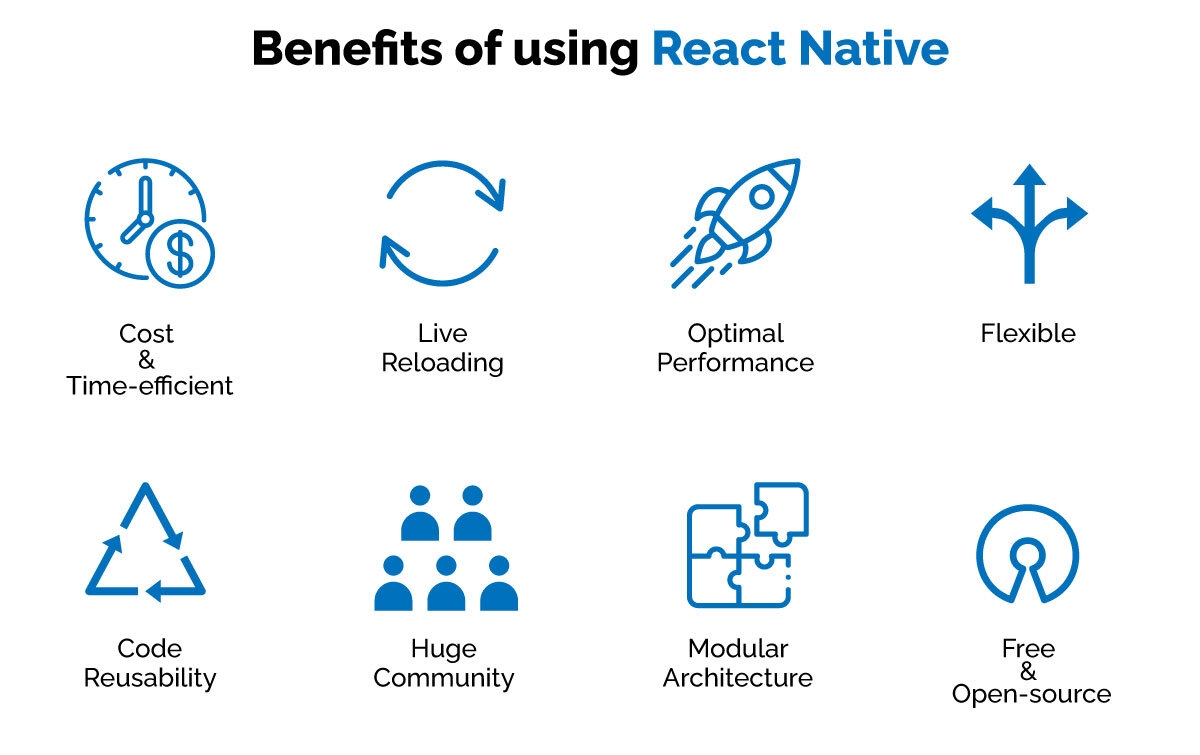 Benefits of using React Native
Cost
&
Time-efficient
Live
Reloading
Optimal
Performance
Flexible
Code
Reusability
Huge
Community
Modular
Architecture
Free
&
Open-source